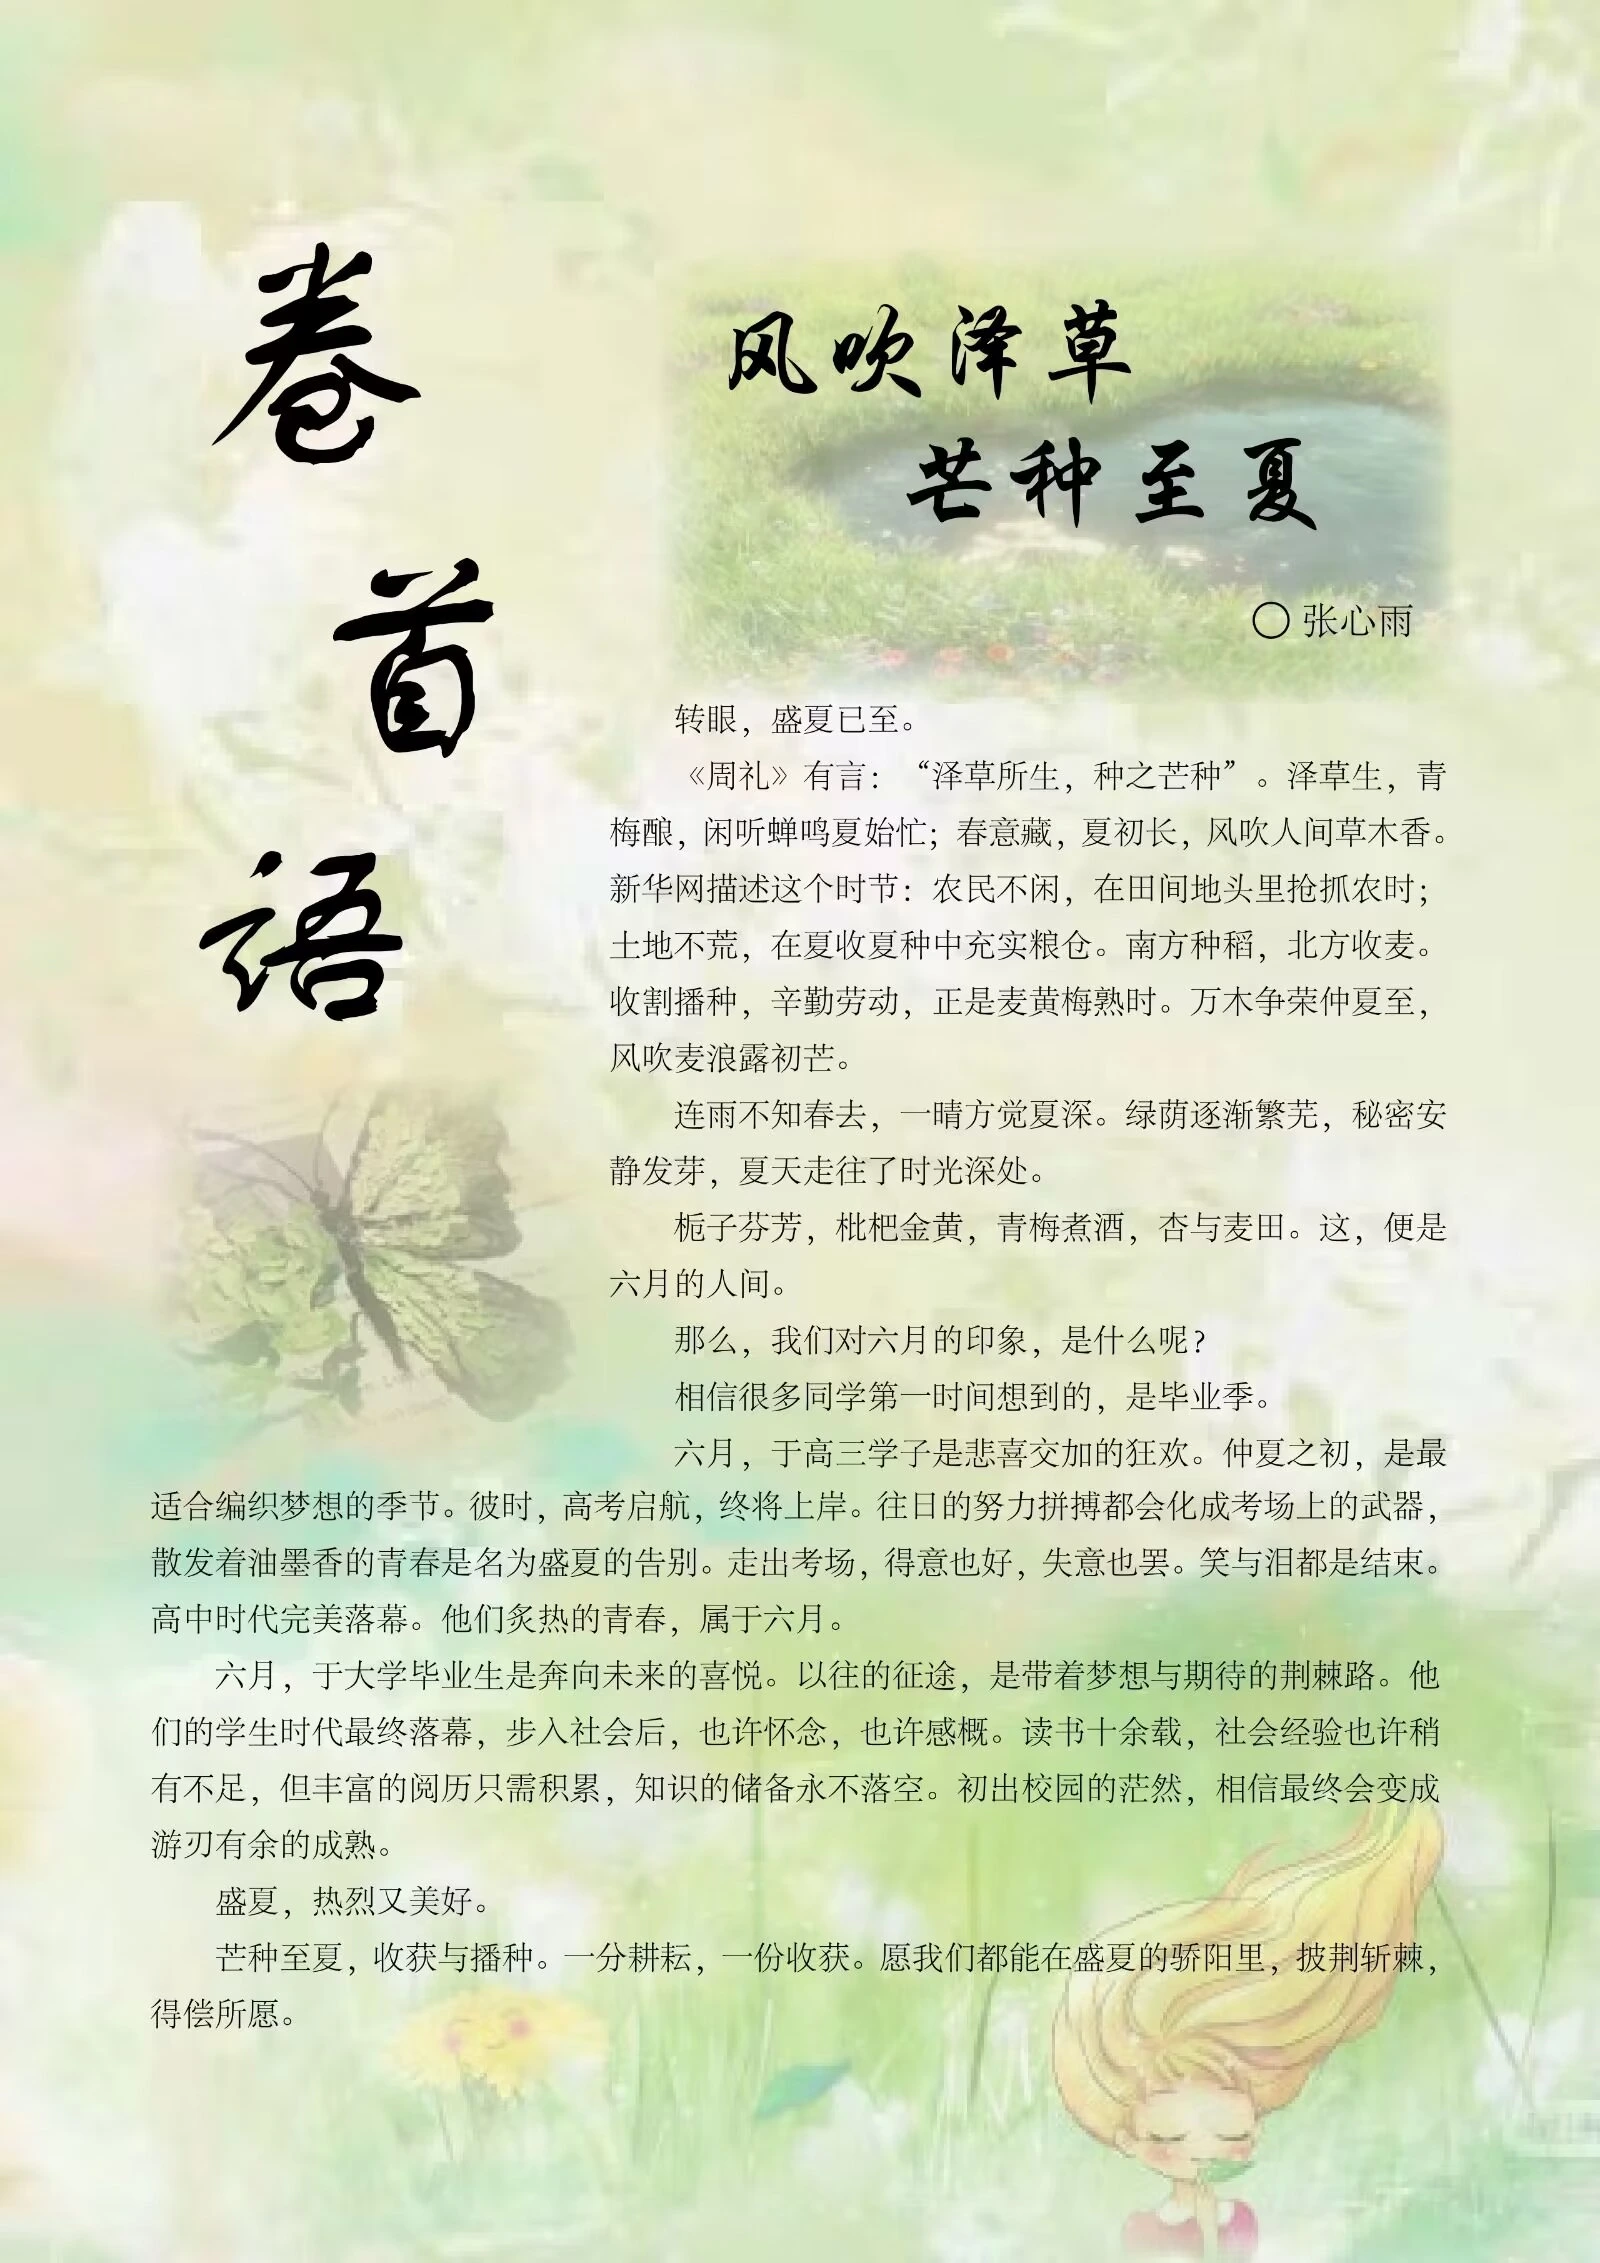 卷首语
风吹泽草
芒种至夏
○ 张心雨
转眼，盛夏已至。
《周礼》有言：“泽草所生，种之芒种”。泽草生，青
梅酿，闲听蝉鸣夏始忙；春意藏，夏初长，风吹人间草木香。
新华网描述这个时节：农民不闲，在田间地头里抢抓农时；
土地不荒，在夏收夏种中充实粮仓。南方种稻，北方收麦。
收割播种，辛勤劳动，正是麦黄梅熟时。万木争荣仲夏至，
风吹麦浪露初芒。
连雨不知春去，一晴方觉夏深。绿荫逐渐繁芜，秘密安
静发芽，夏天走往了时光深处。
栀子芬芳，枇杷金黄，青梅煮酒，杏与麦田。这，便是
六月的人间。
那么，我们对六月的印象，是什么呢？
相信很多同学第一时间想到的，是毕业季。
六月，于高三学子是悲喜交加的狂欢。仲夏之初，是最
适合编织梦想的季节。彼时，高考启航，终将上岸。往日的努力拼搏都会化成考场上的武器，
散发着油墨香的青春是名为盛夏的告别。走出考场，得意也好，失意也罢。笑与泪都是结束。
高中时代完美落幕。他们炙热的青春，属于六月。
六月，于大学毕业生是奔向未来的喜悦。以往的征途，是带着梦想与期待的荆棘路。他
们的学生时代最终落幕，步入社会后，也许怀念，也许感概。读书十余载，社会经验也许稍
有不足，但丰富的阅历只需积累，知识的储备永不落空。初出校园的茫然，相信最终会变成
游刃有余的成熟。
盛夏，热烈又美好。
芒种至夏，收获与播种。一分耕耘，一份收获。愿我们都能在盛夏的骄阳里，披荆斩棘，
得偿所愿。